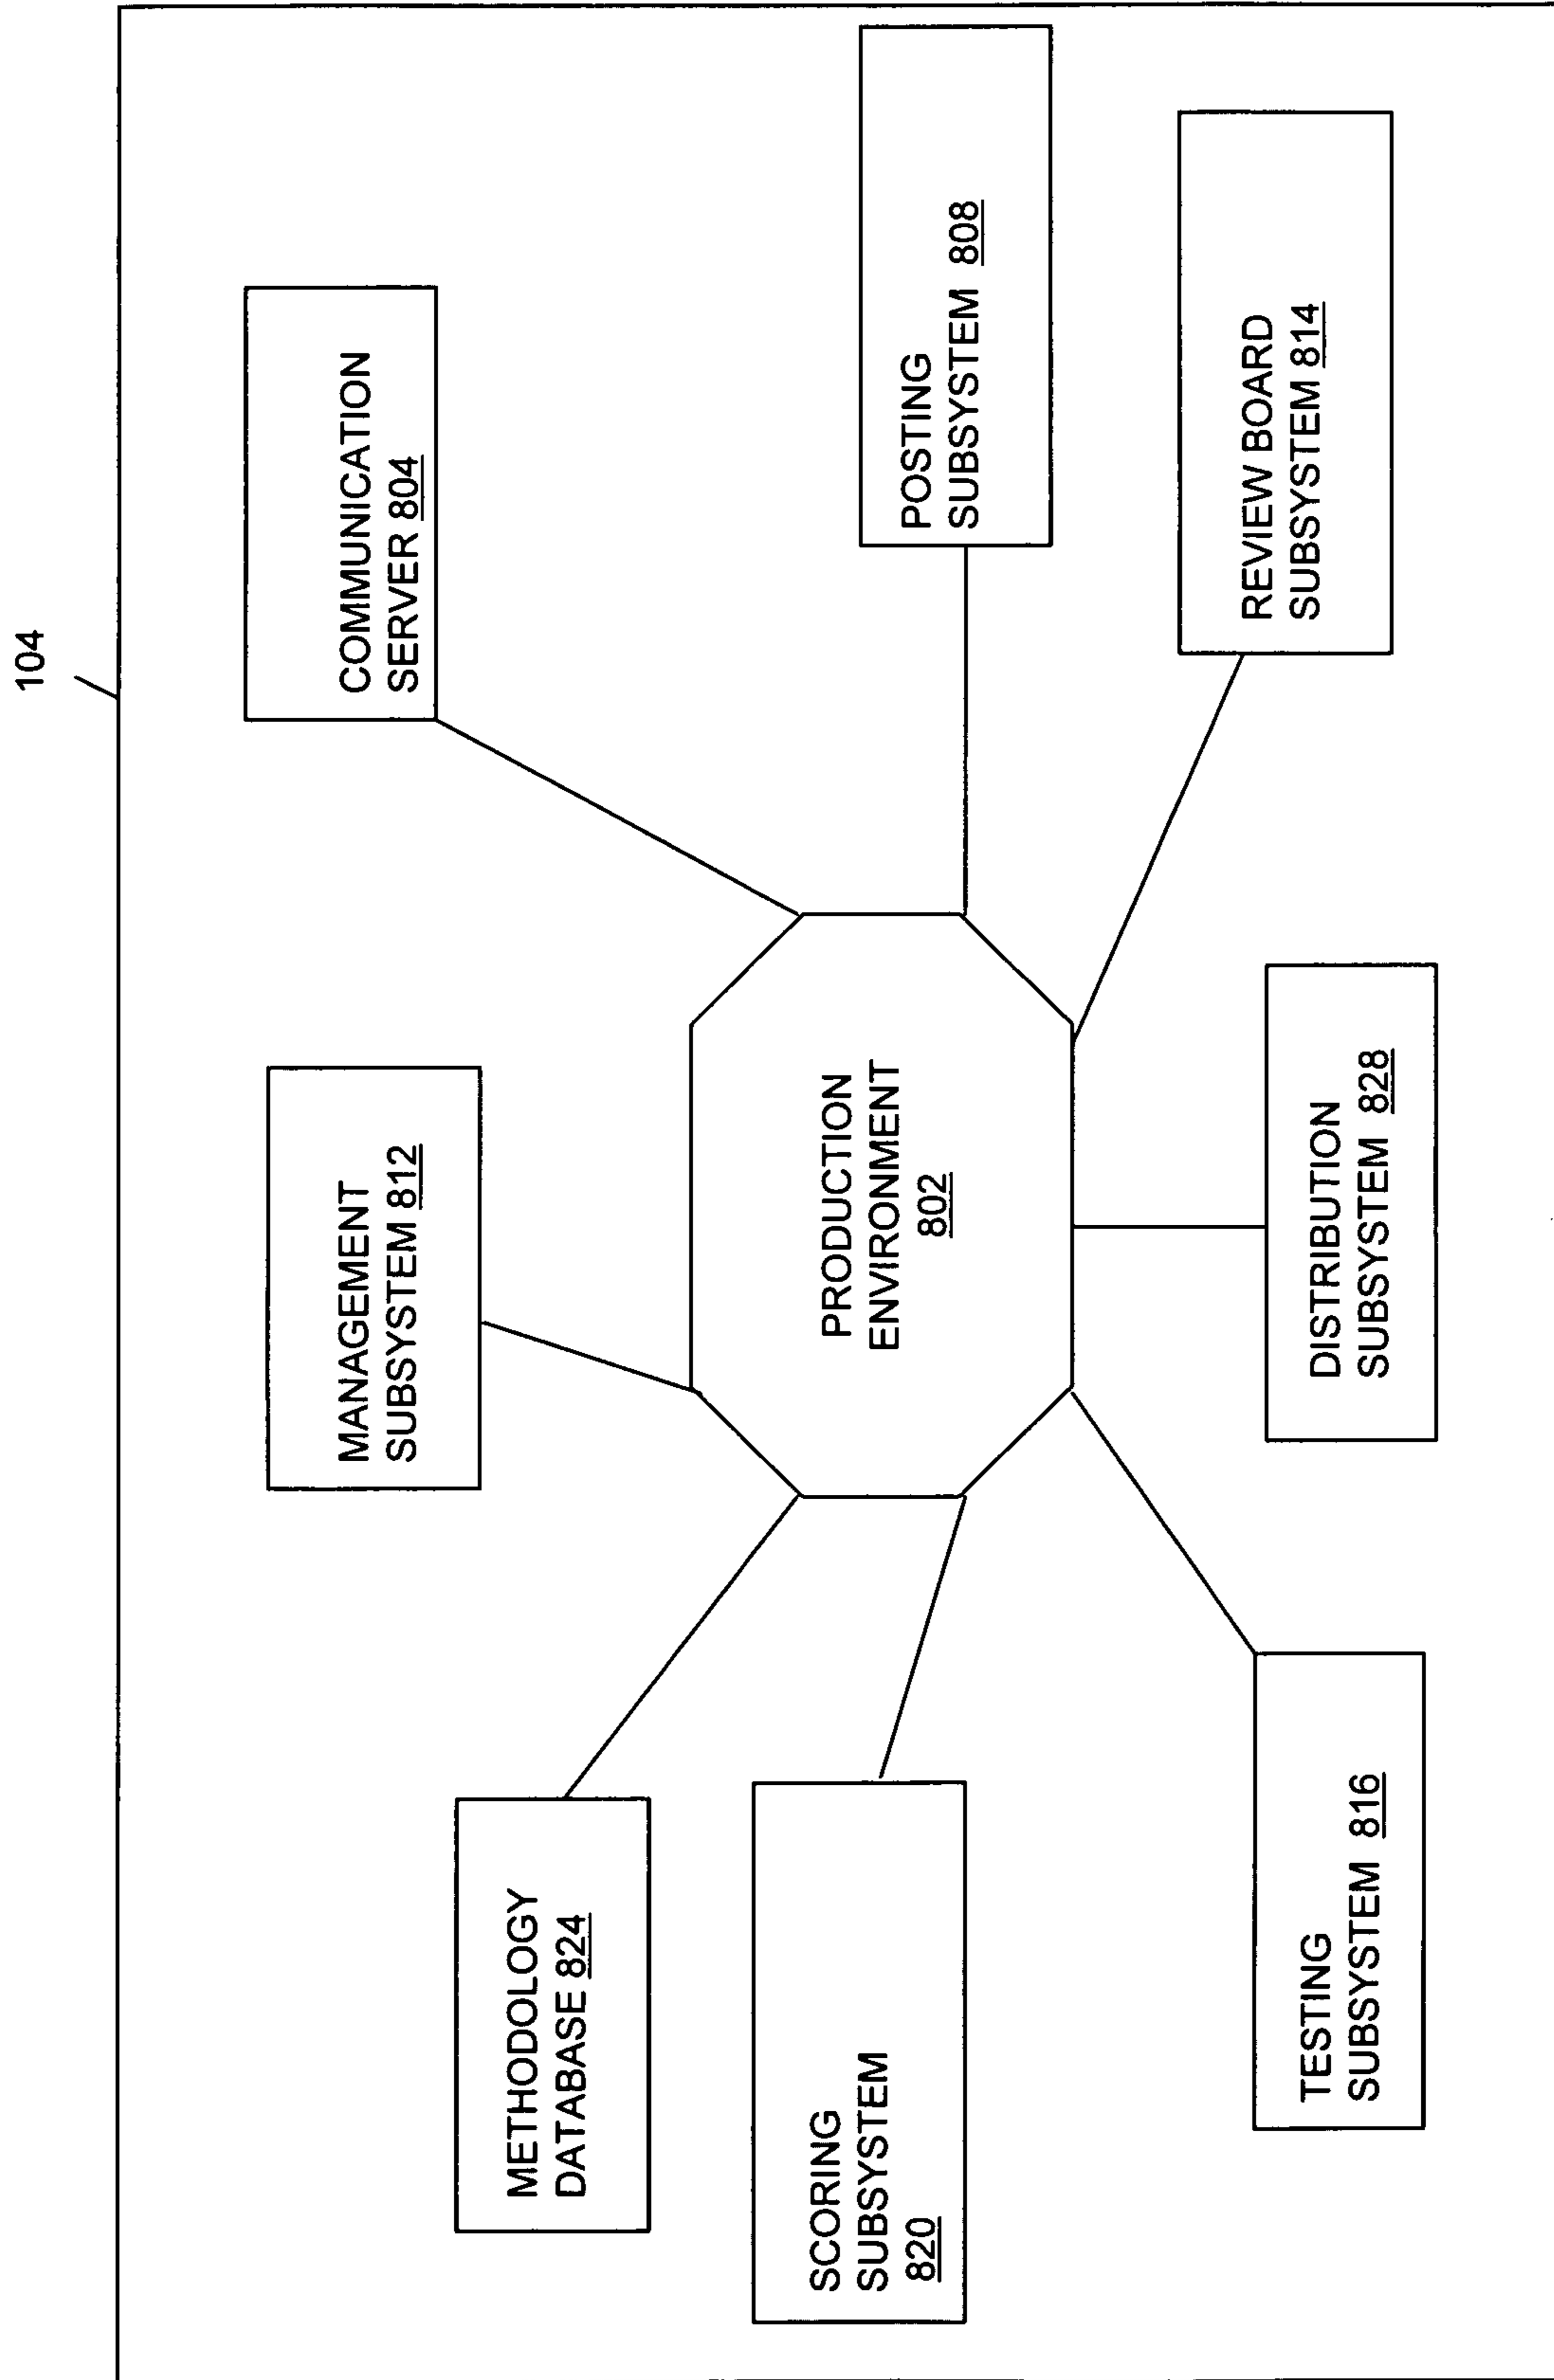 104
COMMUNICATION
SERVER 804
MANAGEMENT
SUBSYSTEM 812
METHODOLOGY
DATABASE 824
POSTING
SUBSYSTEM 808
PRODUCTION
ENVIRONMENT
802
SCORING
SUBSYSTEM
820
REVIEW BOARD
SUBSYSTEM 814
DISTRIBUTION
SUBSYSTEM 828
TESTING
SUBSYSTEM 816